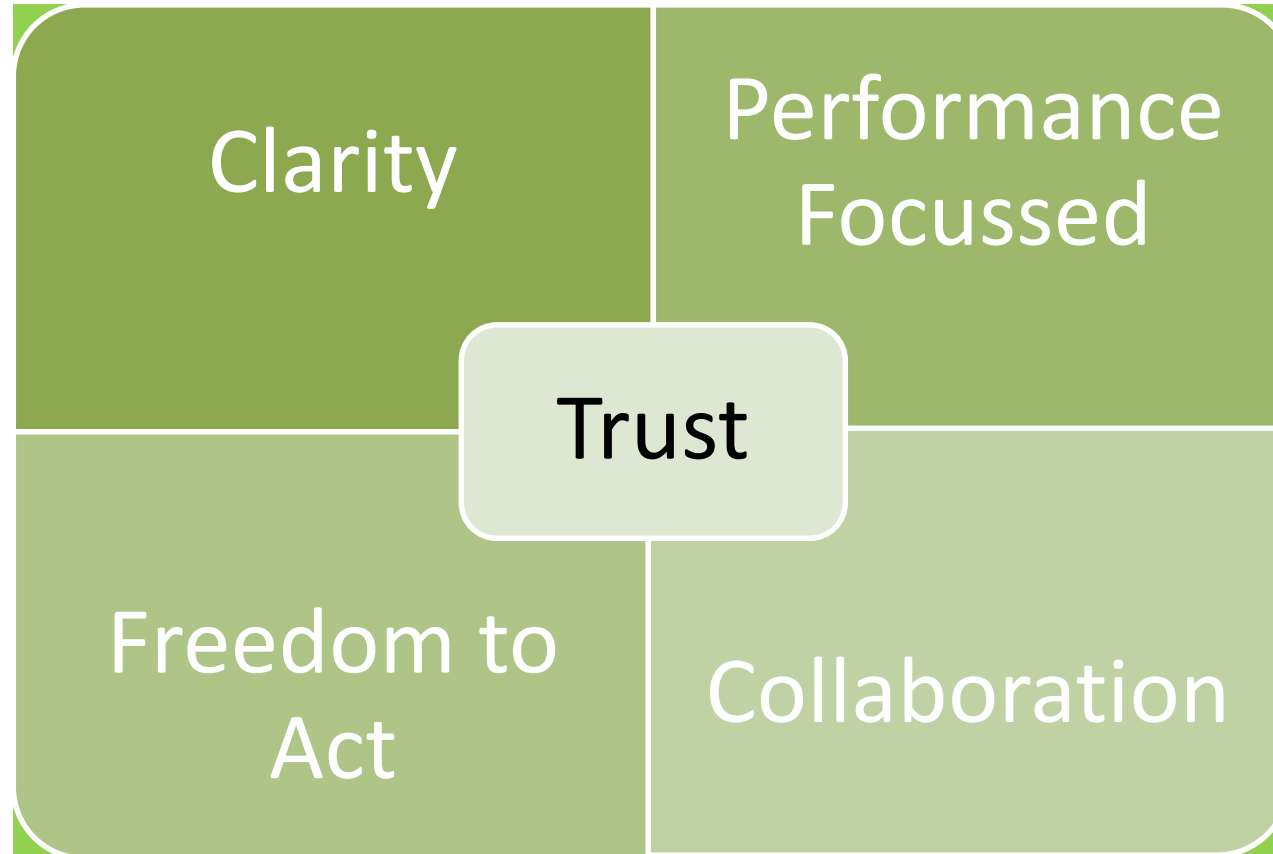 Clarity
Performance
Focussed
Trust
Freedom to
Act
Collaboration